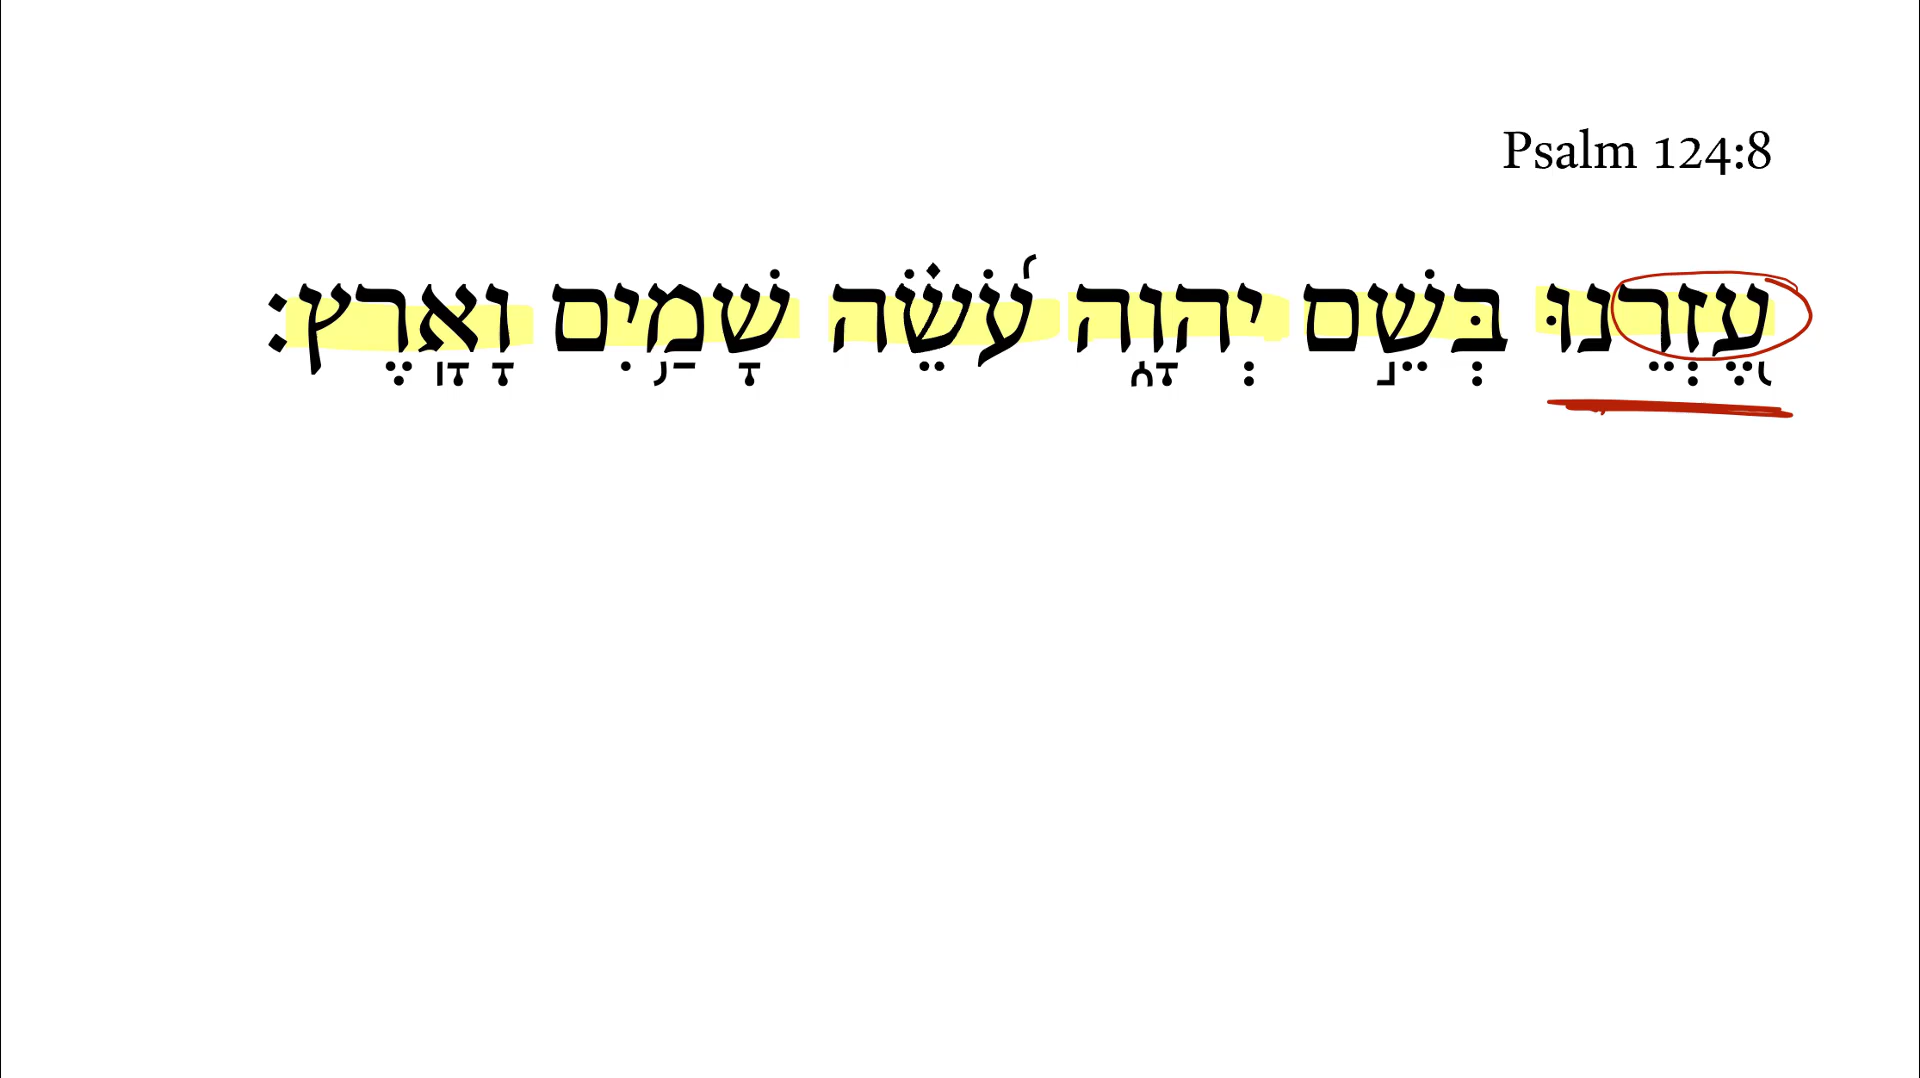 Psalm 124:8
עֶ֭זְרֵנוּ בְּשֵׁ֣ם יְהוָ֑ה עֹ֝שֵׂ֗ה שָׁמַ֥יִם וָאָֽרֶץ׃